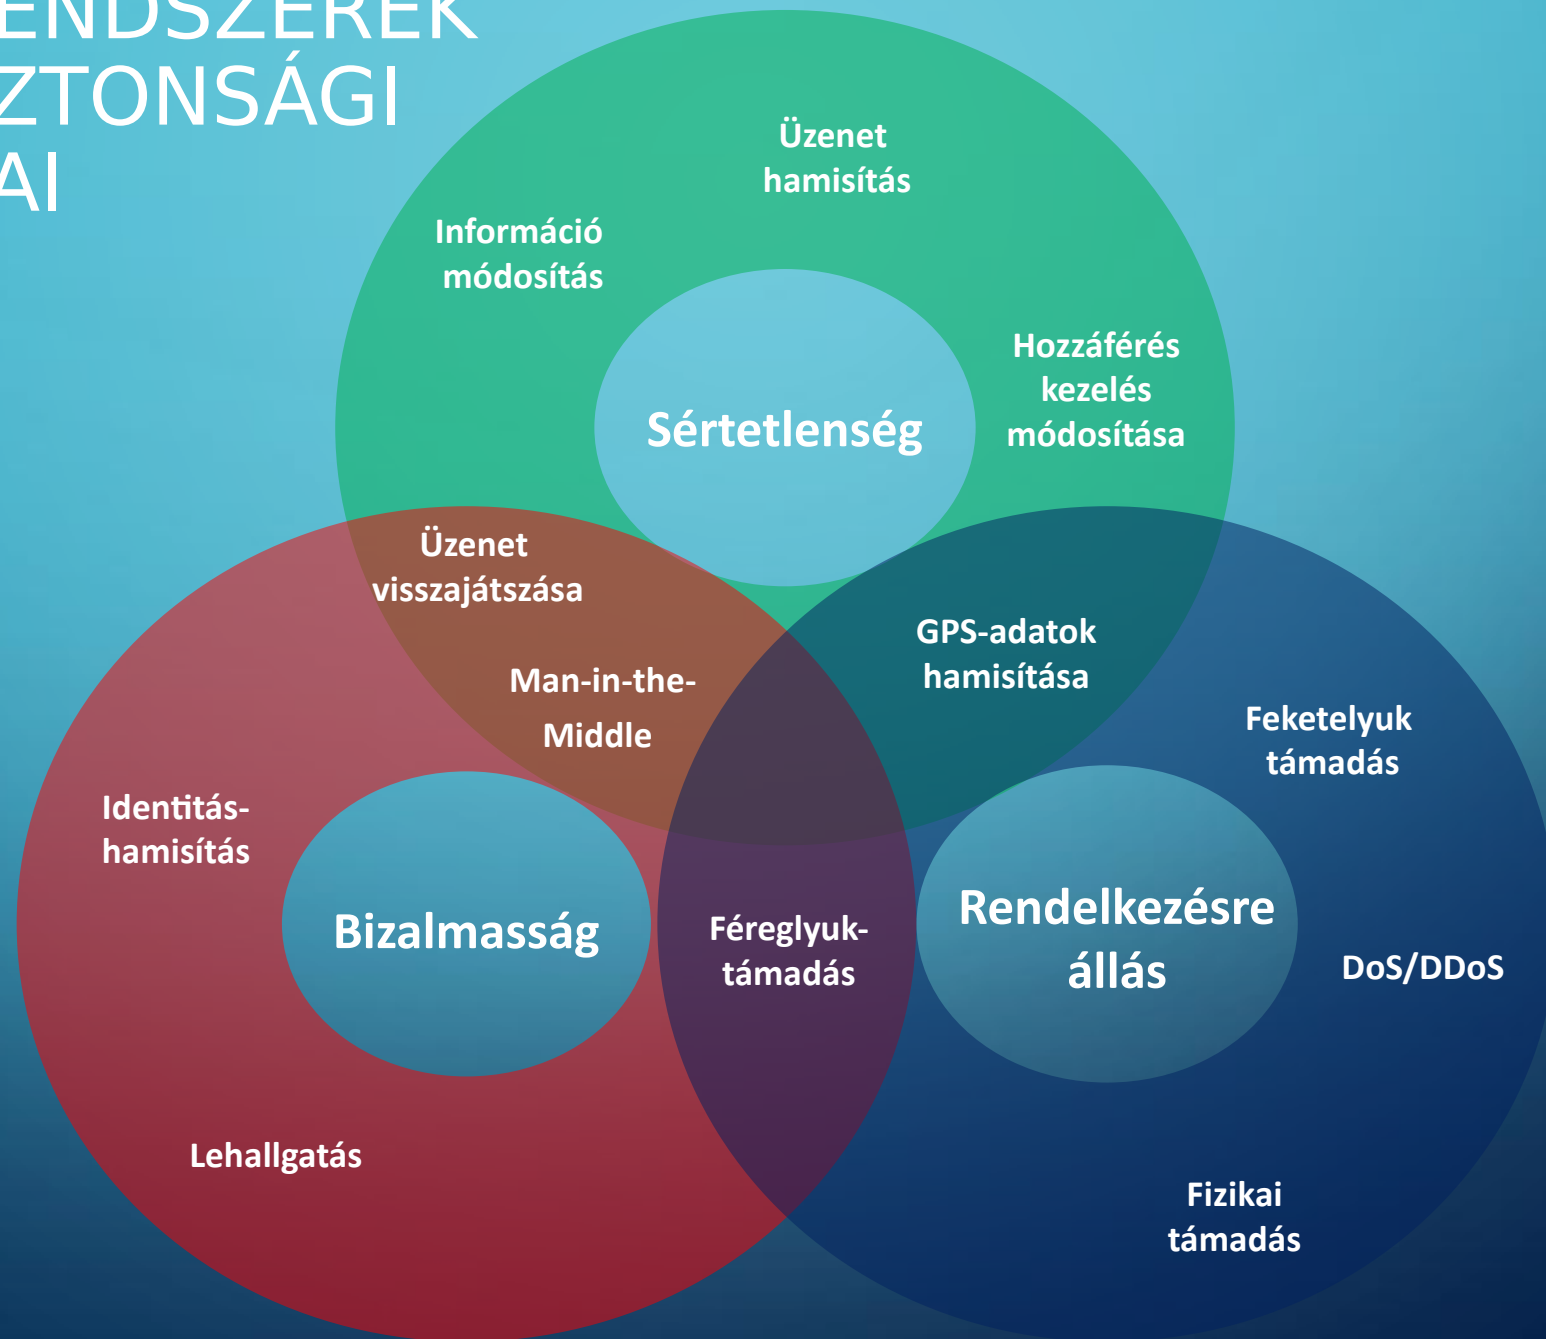 ENDSZEREK
ZTONSÁGI
AI
Üzenet
hamisítás
Információ
módosítás
Hozzáférés
kezelés
módosítása
Sértetlenség
Üzenet
visszajátszása
GPS-adatok
hamisítása
Man-in-the-
Middle
Feketelyuk
támadás
Identitás-
hamisítás
Bizalmasság
Féreglyuk-
támadás
Rendelkezésre
állás
DoS/DDoS
Lehallgatás
Fizikai
támadás